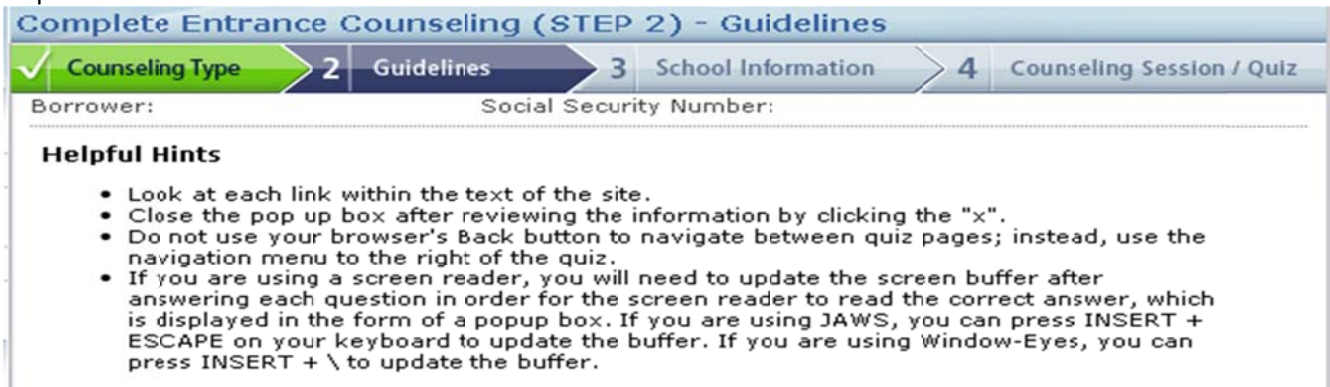 Complete Entrance Counseling (STEP 2) - Guidelines
Counseling Type 2 Guidelines 3 School Information 4 Counseling Session / Quiz
Borrower: Social Security Number:
Helpful Hints
• Look at each link within the text of the site.
• Close the pop up box after reviewing the information by clicking the "x".
• Do not use your browser's Back button to navigate between quiz pages; instead, use the
navigation menu to the right of the quiz.
• If you are using a screen reader, you will need to update the screen buffer after
answering each question in order for the screen reader to read the correct answer, which
is displayed in the form of a popup box. If you are using JAWS, you can press INSERT +
ESCAPE on your keyboard to update the buffer. If you are using Window-Eyes, you can
press INSERT + \ to update the buffer.